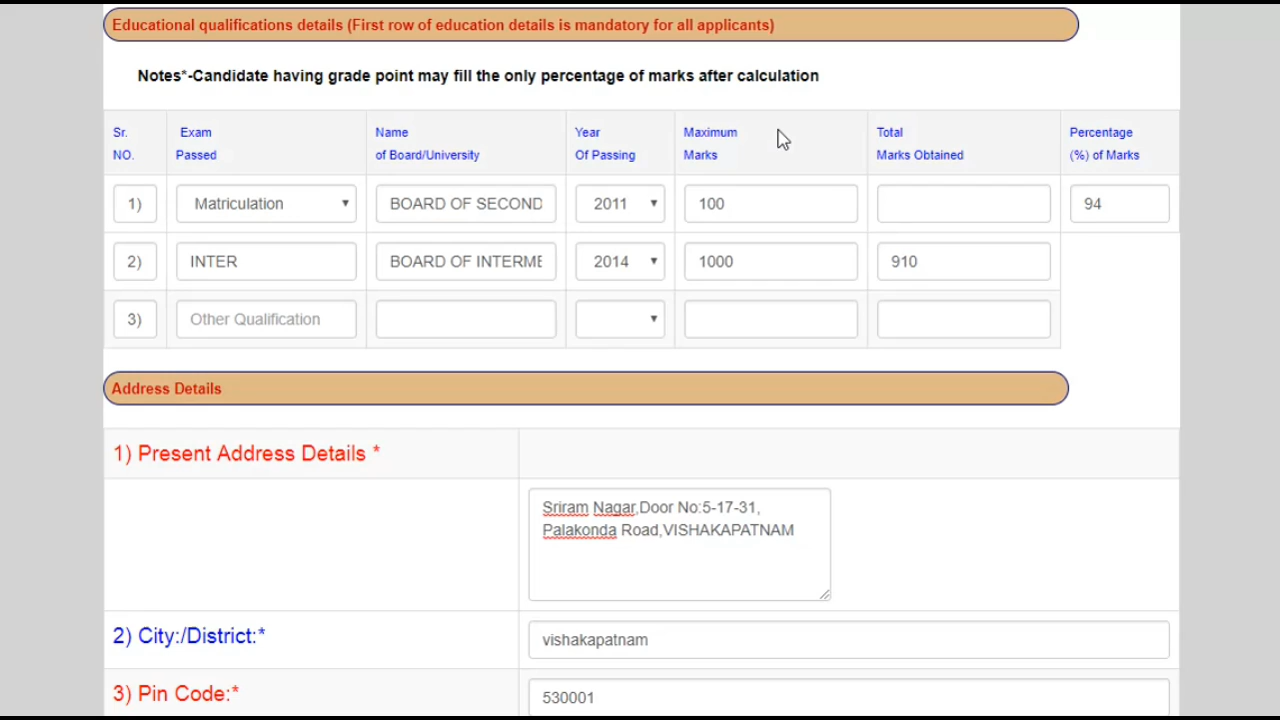 Educational qualifications details (First row of education details is mandatory for all applicants)
Notes*-Candidate having grade point may fill the only percentage of marks after calculation
Sr. NO. Exam Passed Name of Board/University Year Of Passing Maximum Marks Total Marks Obtained Percentage (%) of Marks
1) Matriculation BOARD OF SECOND 2011 100 94
2) INTER BOARD OF INTERME 2014 1000 910
3) Other Qualification
Address Details
1) Present Address Details *
Sriram Nagar,Door No:5-17-31,
Palakonda Road,VISHAKAPATNAM
2) City:/District:* vishakapatnam
3) Pin Code:* 530001